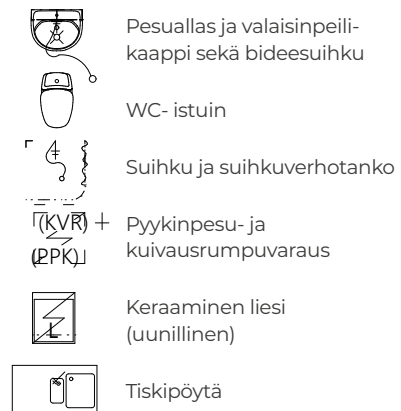 Pesuallas ja valaisinpeili-
kaappi sekä bideesuihku
WC- istuin
Suihku ja suihkuverhotanko
(KVR) +
(PPK)
Pyykinpesu- ja
kuivausrumpuvaraus
L
Keraaminen liesi
(uunillinen)
Tiskipöytä